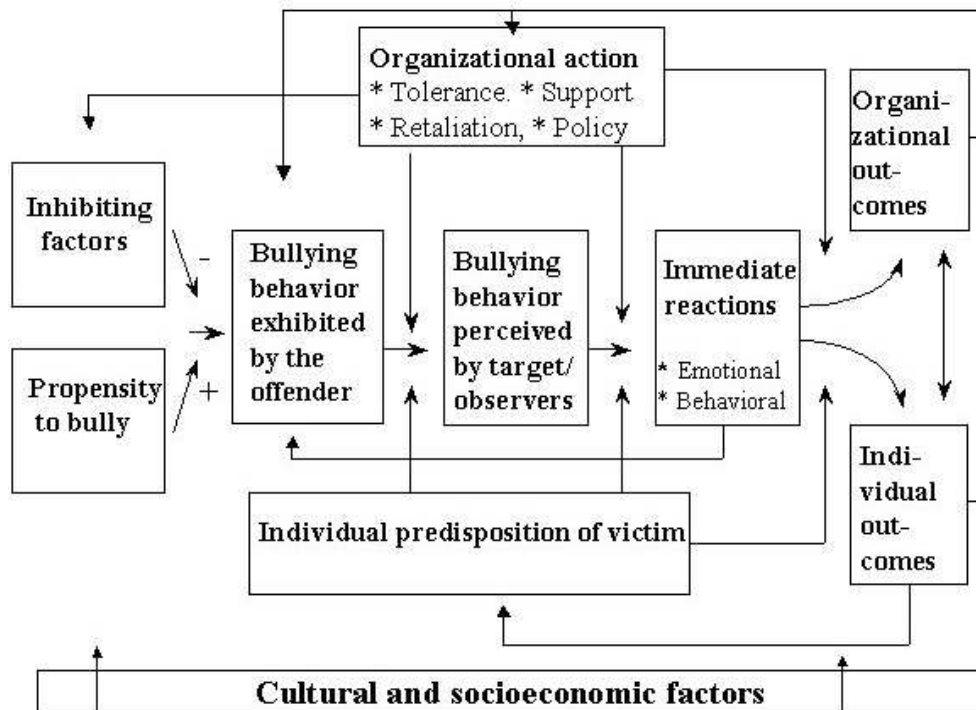 Organizational action
* Tolerance. * Support
* Retaliation, * Policy
Organi-
zational
out-
comes
Inhibiting
factors
-
Bullying
behavior
exhibited
by the
offender
Bullying
behavior
perceived
by target/
observers
Immediate
reactions
* Emotional
* Behavioral
Propensity
to bully
+
Individual predisposition of victim
Indi-
vidual
out-
comes
Cultural and socioeconomic factors